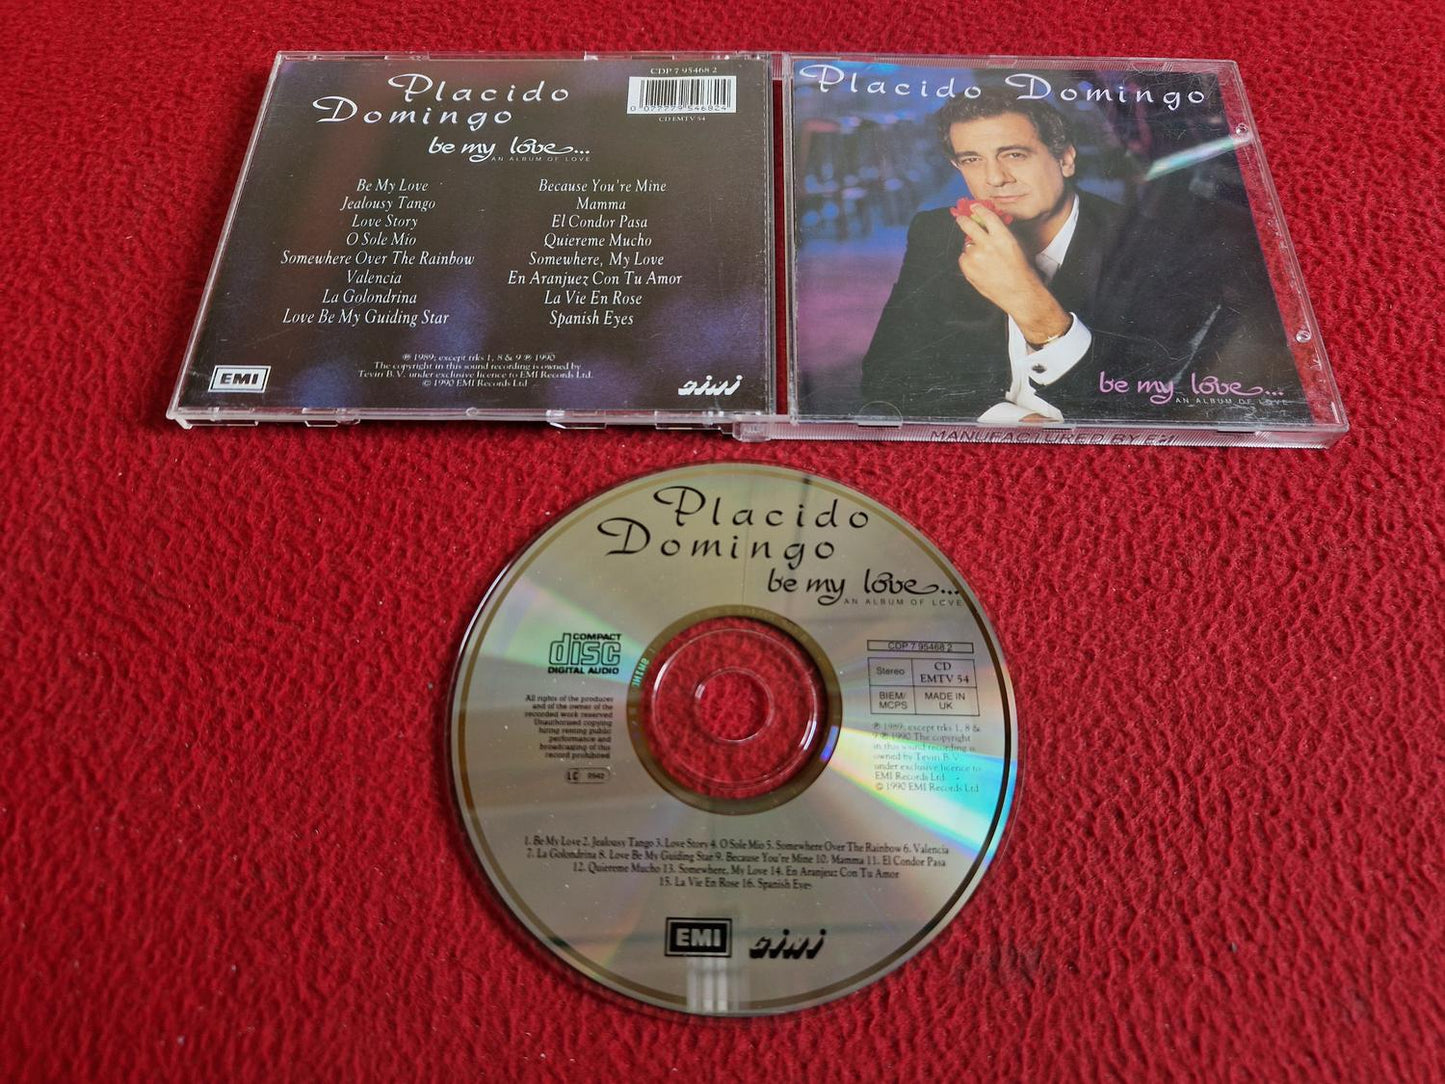 Placido
Domingo
be my love...
AN ALBUM OF LOVE
CDP 7 95468 2
0 077779 546824
CD EMTV 54
Be My Love
Jealousy Tango
Love Story
O Sole Mio
Somewhere Over The Rainbow
Valencia
La Golondrina
Love Be My Guiding Star
Because You're Mine
Mamma
El Condor Pasa
Quiereme Mucho
Somewhere, My Love
En Aranjuez Con Tu Amor
La Vie En Rose
Spanish Eyes
℗ 1989; except trks 1, 8 & 9 ℗ 1990
The copyright in this sound recording is owned by
Tevin B.V. under exclusive licence to EMI Records Ltd.
© 1990 EMI Records Ltd
EMI
Placido Domingo
be my love...
AN ALBUM OF LOVE
MANUFACTURED BY EMI
Placido
Domingo
be my love...
AN ALBUM OF LOVE
COMPACT
disc
DIGITAL AUDIO
All rights of the producer
and of the owner of the
recorded work reserved
Unauthorised copying
hiring renting public
performance and
broadcasting of this
record prohibited
LC 0542
CDP 7 95468 2
Stereo
CD
EMTV 54
BIEM/
MCPS
MADE IN
UK
℗ 1989; except trks 1, 8 &
9 ℗ 1990 The copyright
in this sound recording is
owned by Tevin B.V.
under exclusive licence to
EMI Records Ltd.
© 1990 EMI Records Ltd
1. Be My Love 2. Jealousy Tango 3. Love Story 4. O Sole Mio 5. Somewhere Over The Rainbow 6. Valencia
7. La Golondrina 8. Love Be My Guiding Star 9. Because You're Mine 10. Mamma 11. El Condor Pasa
12. Quiereme Mucho 13. Somewhere, My Love 14. En Aranjeuz Con Tu Amor
15. La Vie En Rose 16. Spanish Eyes
EMI